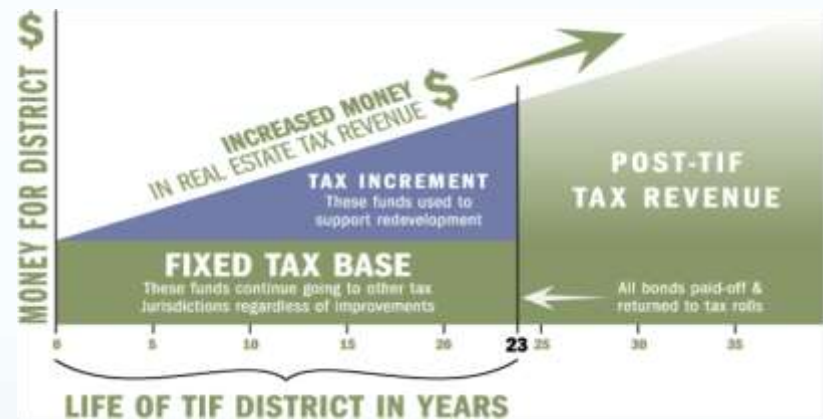 $
MONEY FOR DISTRICT
INCREASED MONEY $
IN REAL ESTATE TAX REVENUE
TAX INCREMENT
These funds used to
support redevelopment
FIXED TAX BASE
These funds continue going to other tax
Jurisdictions regardless of improvements
POST-TIF
TAX REVENUE
All bonds paid-off &
returned to tax rolls
0 5 10 15 20 23 25 30 35
LIFE OF TIF DISTRICT IN YEARS